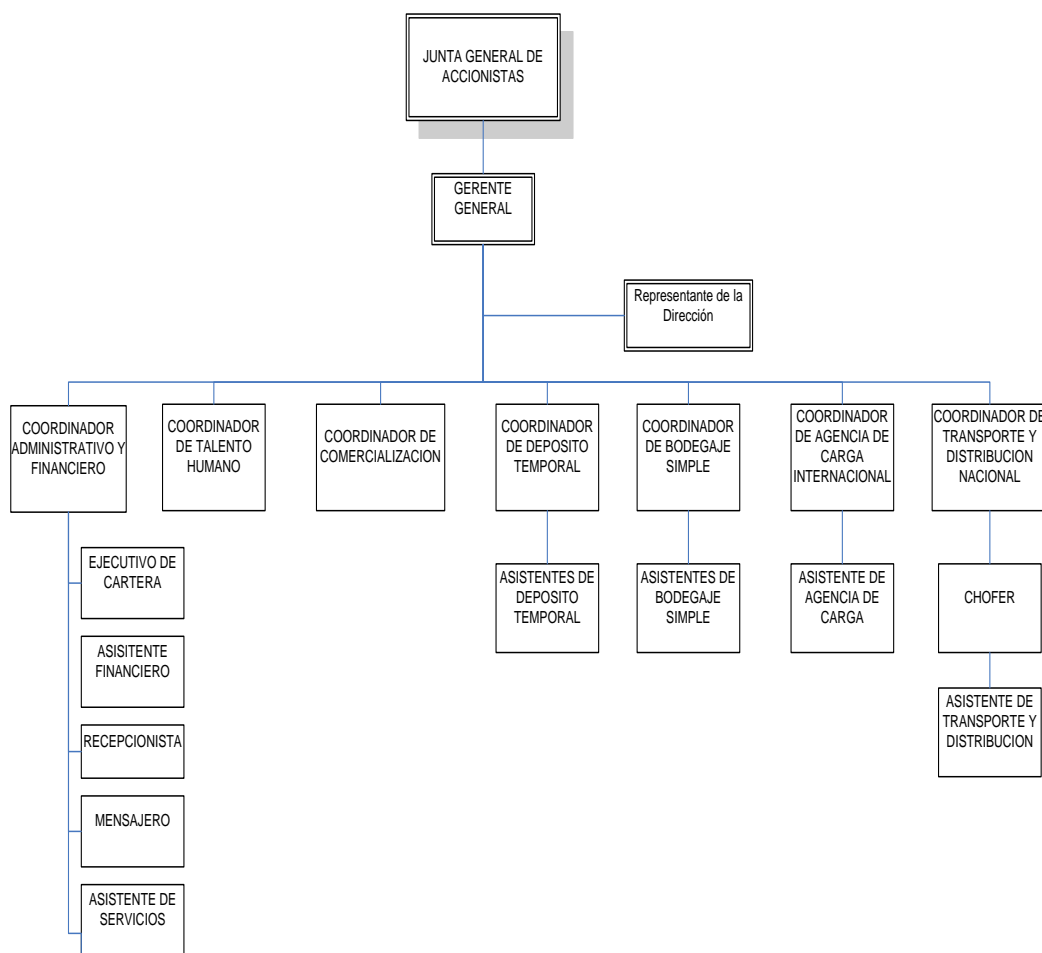 JUNTA GENERAL DE
ACCIONISTAS
GERENTE
GENERAL
Representante de la
Dirección
COORDINADOR
ADMINISTRATIVO Y
FINANCIERO
COORDINADOR
DE TALENTO
HUMANO
COORDINADOR DE
COMERCIALIZACION
COORDINADOR
DE DEPOSITO
TEMPORAL
COORDINADOR
DE BODEGAJE
SIMPLE
COORDINADOR
DE AGENCIA DE
CARGA
INTERNACIONAL
COORDINADOR DE
TRANSPORTE Y
DISTRIBUCION
NACIONAL
EJECUTIVO DE
CARTERA
ASISITENTE
FINANCIERO
RECEPCIONISTA
MENSAJERO
ASISTENTE DE
SERVICIOS
ASISTENTES DE
DEPOSITO
TEMPORAL
ASISTENTES DE
BODEGAJE
SIMPLE
ASISTENTE DE
AGENCIA DE
CARGA
CHOFER
ASISTENTE DE
TRANSPORTE Y
DISTRIBUCION